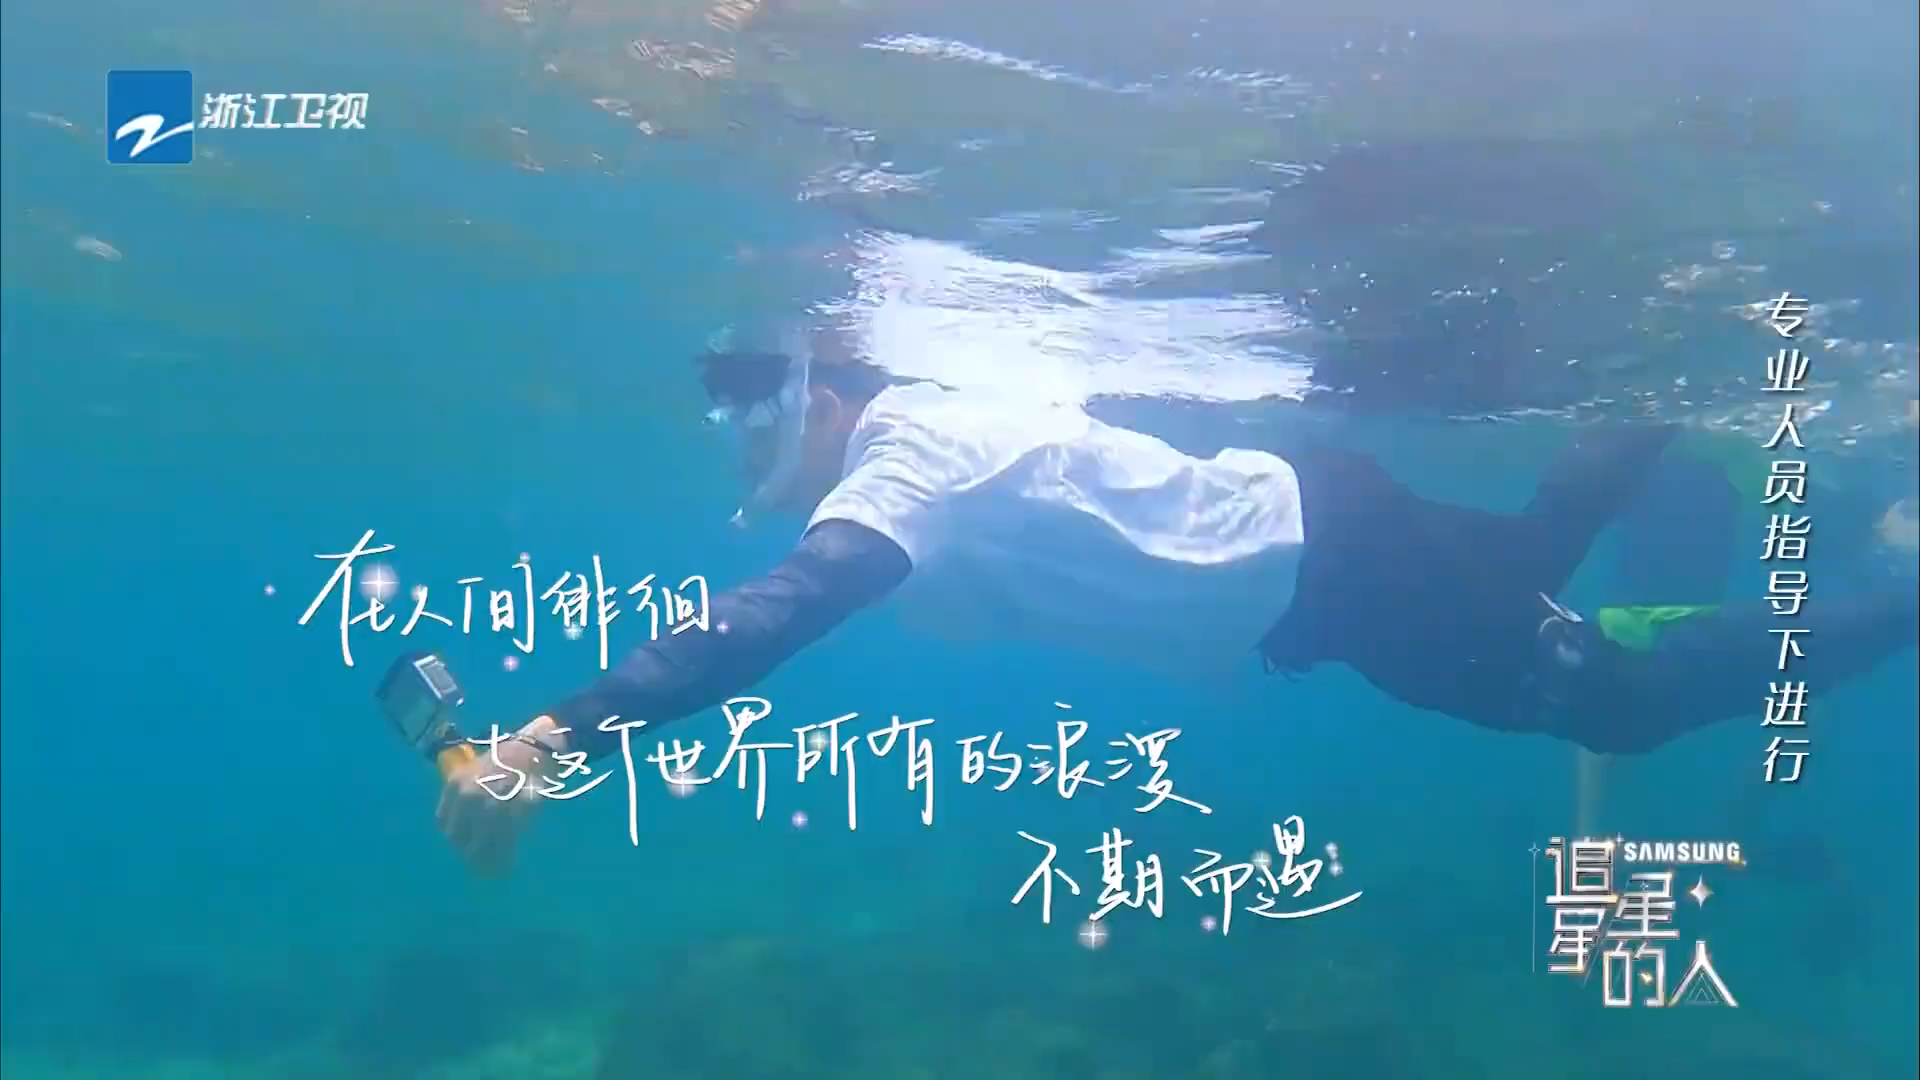 浙江卫视
专业人员指导下进行
在人间徘徊
与这个世界所有的浪漫
不期而遇
SAMSUNG
追星星的人